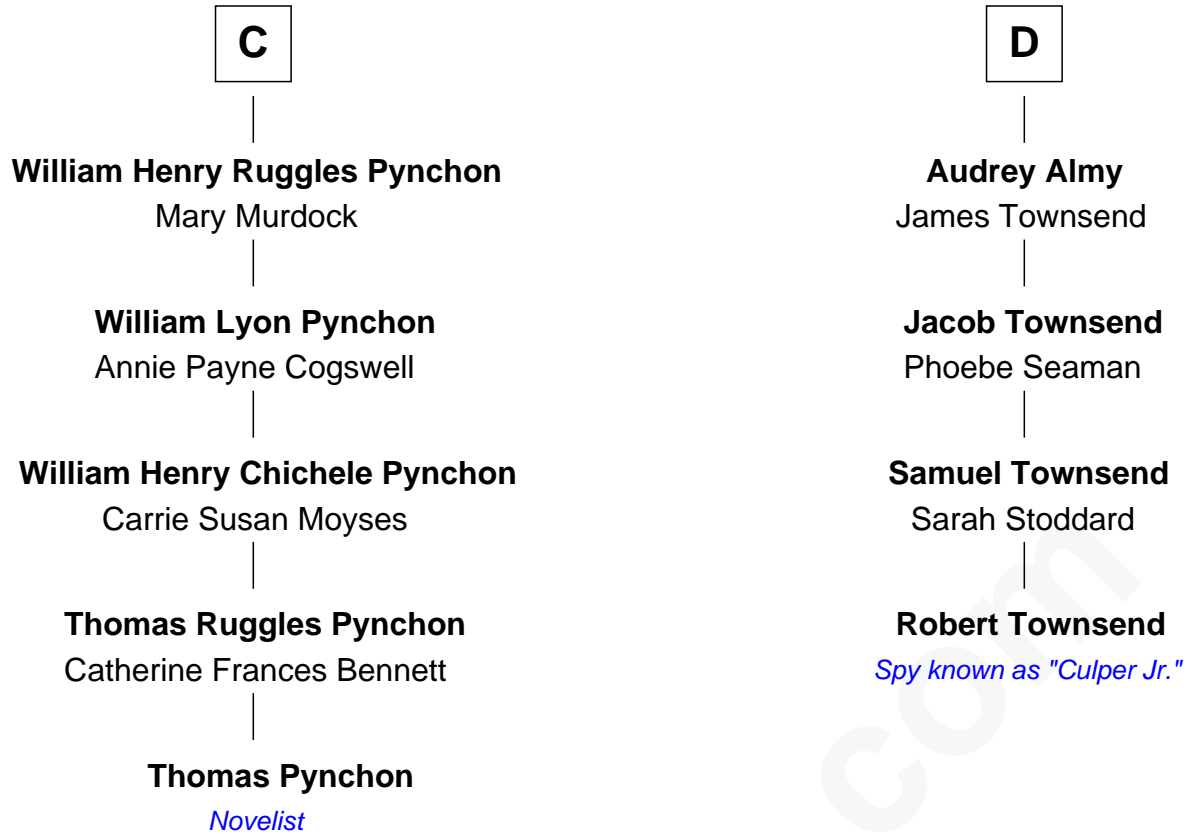 C
William Henry Ruggles Pynchon
Mary Murdock
William Lyon Pynchon
Annie Payne Cogswell
William Henry Chichele Pynchon
Carrie Susan Moyses
Thomas Ruggles Pynchon
Catherine Frances Bennett
Thomas Pynchon
Novelist
D
Audrey Almy
James Townsend
Jacob Townsend
Phoebe Seaman
Samuel Townsend
Sarah Stoddard
Robert Townsend
Spy known as "Culper Jr."
com